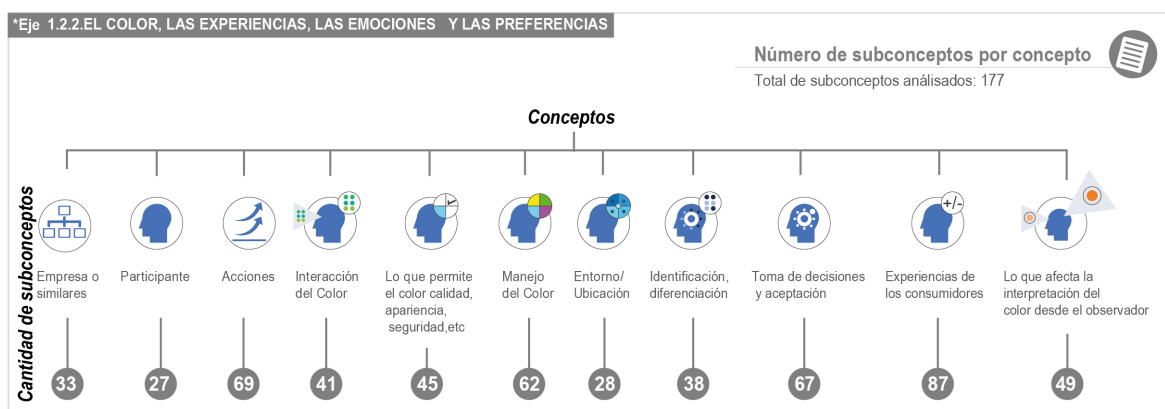 *Eje 1.2.2.EL COLOR, LAS EXPERIENCIAS, LAS EMOCIONES Y LAS PREFERENCIAS
Número de subconceptos por concepto
Total de subconceptos análisados: 177
Conceptos
Cantidad de subconceptos
Empresa o
similares
Participante
Acciones
Interacción
del Color
Lo que permite
el color calidad,
apariencia,
seguridad,etc
Manejo
del Color
Entorno/
Ubicación
Identificación,
diferenciación
Toma de decisiones
y aceptación
+/-
Experiencias de
los consumidores
Lo que afecta la
interpretación del
color desde el observador
33
27
69
41
45
62
28
38
67
87
49